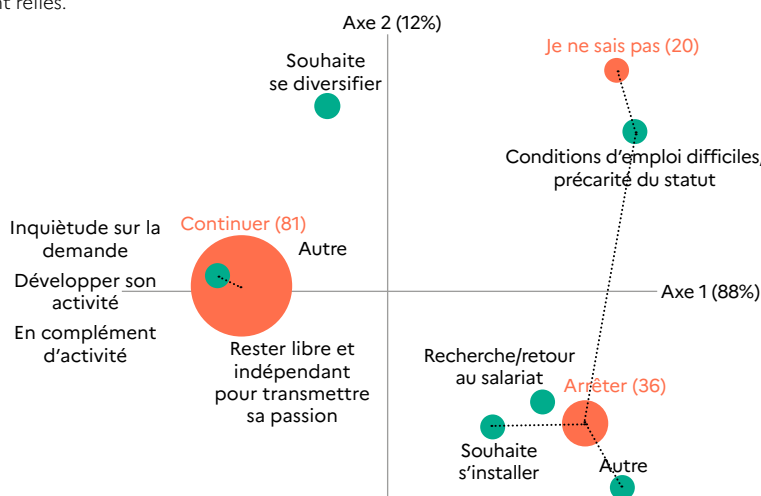 nt reliés.
Axe 2 (12%)
Je ne sais pas (20)
Souhaite
se diversifier
Conditions d'emploi difficiles,
précarité du statut
Inquiètude sur la
demande
Continuer (81)
Autre
Développer son
activité
Axe 1 (88%)
En complément
d'activité
Rester libre et
indépendant
pour transmettre
sa passion
Recherche/retour
au salariat
Arrêter (36)
Souhaite
s'installer
Autre